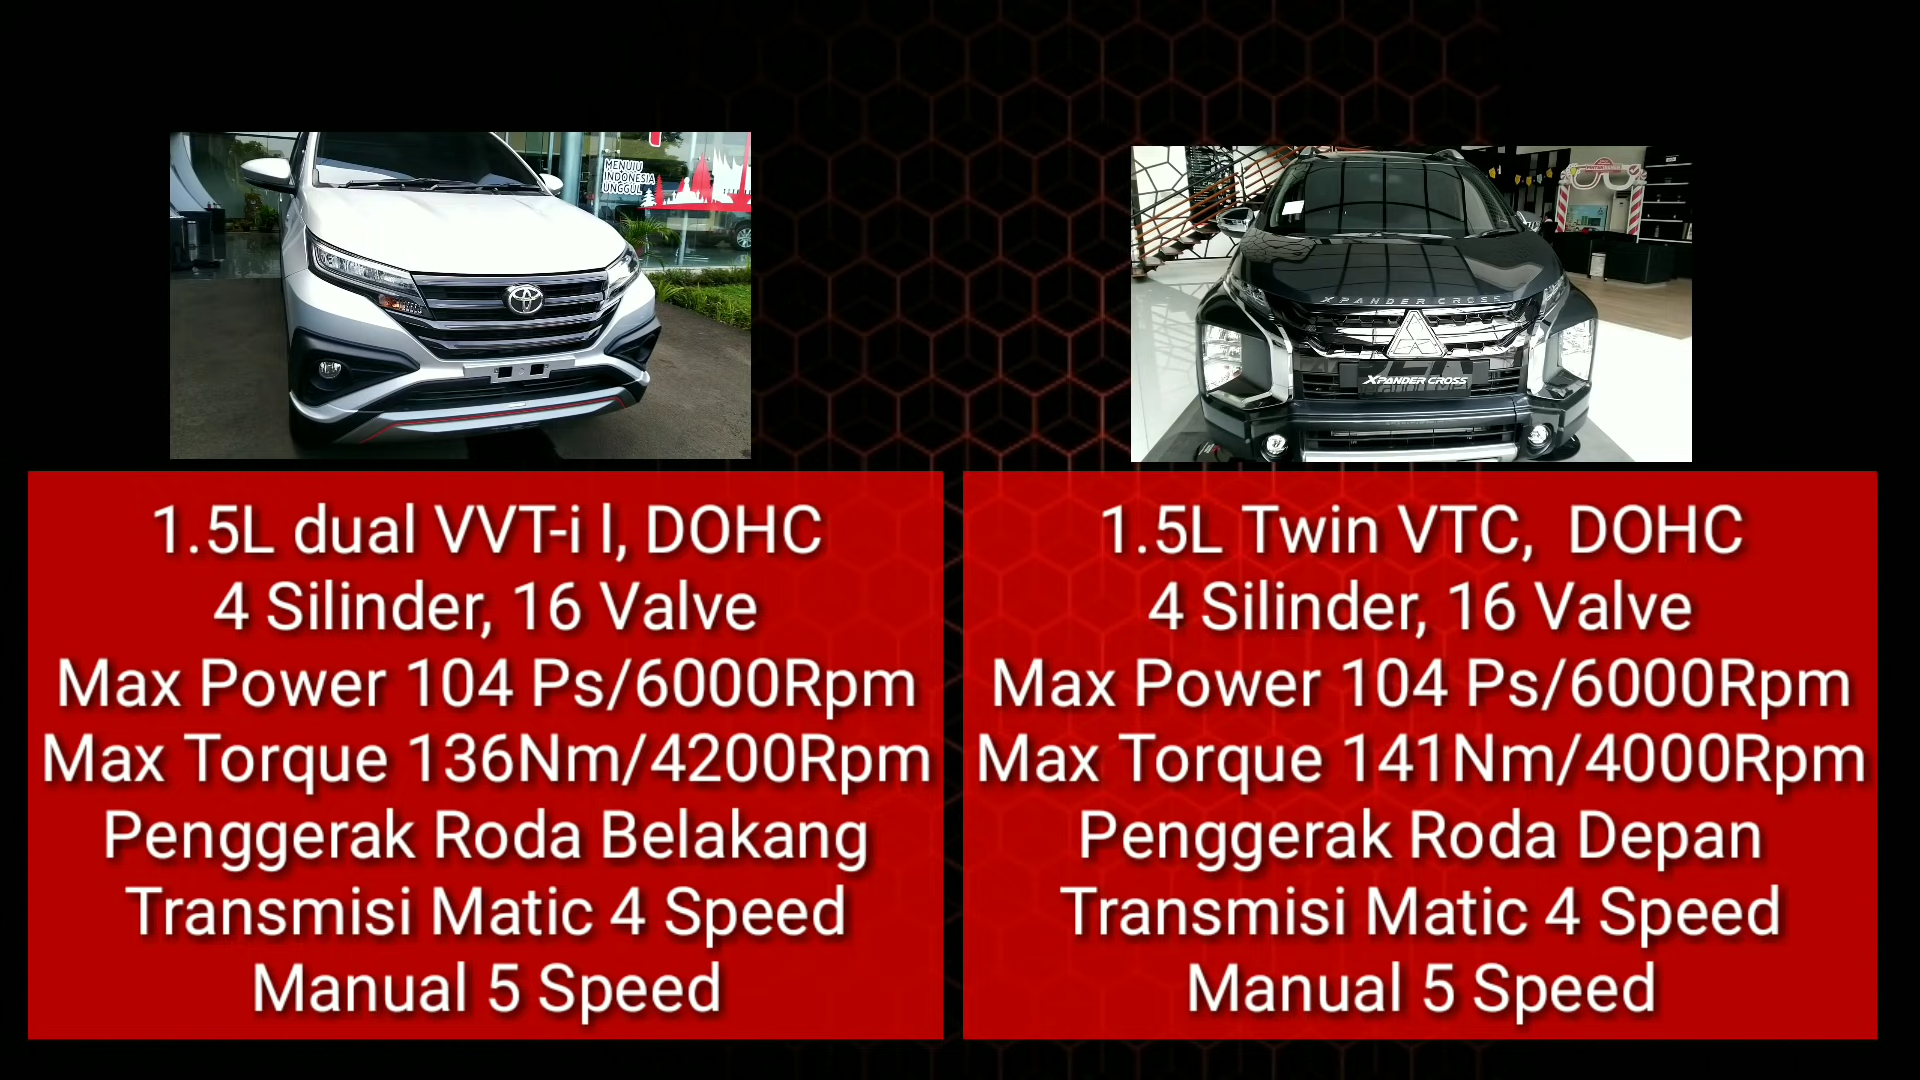 MENUJU
INDONESIA
UNGGUL
XPANDER CROSS
XPANDER CROSS
1.5L dual VVT-i l, DOHC
4 Silinder, 16 Valve
Max Power 104 Ps/6000Rpm
Max Torque 136Nm/4200Rpm
Penggerak Roda Belakang
Transmisi Matic 4 Speed
Manual 5 Speed
1.5L Twin VTC, DOHC
4 Silinder, 16 Valve
Max Power 104 Ps/6000Rpm
Max Torque 141Nm/4000Rpm
Penggerak Roda Depan
Transmisi Matic 4 Speed
Manual 5 Speed